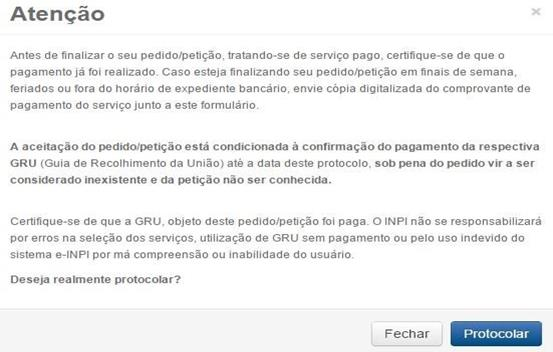 Atenção ×
Antes de finalizar o seu pedido/petição, tratando-se de serviço pago, certifique-se de que o
pagamento já foi realizado. Caso esteja finalizando seu pedido/petição em finais de semana,
feriados ou fora do horário de expediente bancário, envie cópia digitalizada do comprovante de
pagamento do serviço junto a este formulário.
A aceitação do pedido/petição está condicionada à confirmação do pagamento da respectiva
GRU (Guia de Recolhimento da União) até a data deste protocolo, sob pena do pedido vir a ser
considerado inexistente e da petição não ser conhecida.
Certifique-se de que a GRU, objeto deste pedido/petição foi paga. O INPI não se responsabilizará
por erros na seleção dos serviços, utilização de GRU sem pagamento ou pelo uso indevido do
sistema e-INPI por má compreensão ou inabilidade do usuário.
Deseja realmente protocolar?
Fechar Protocolar